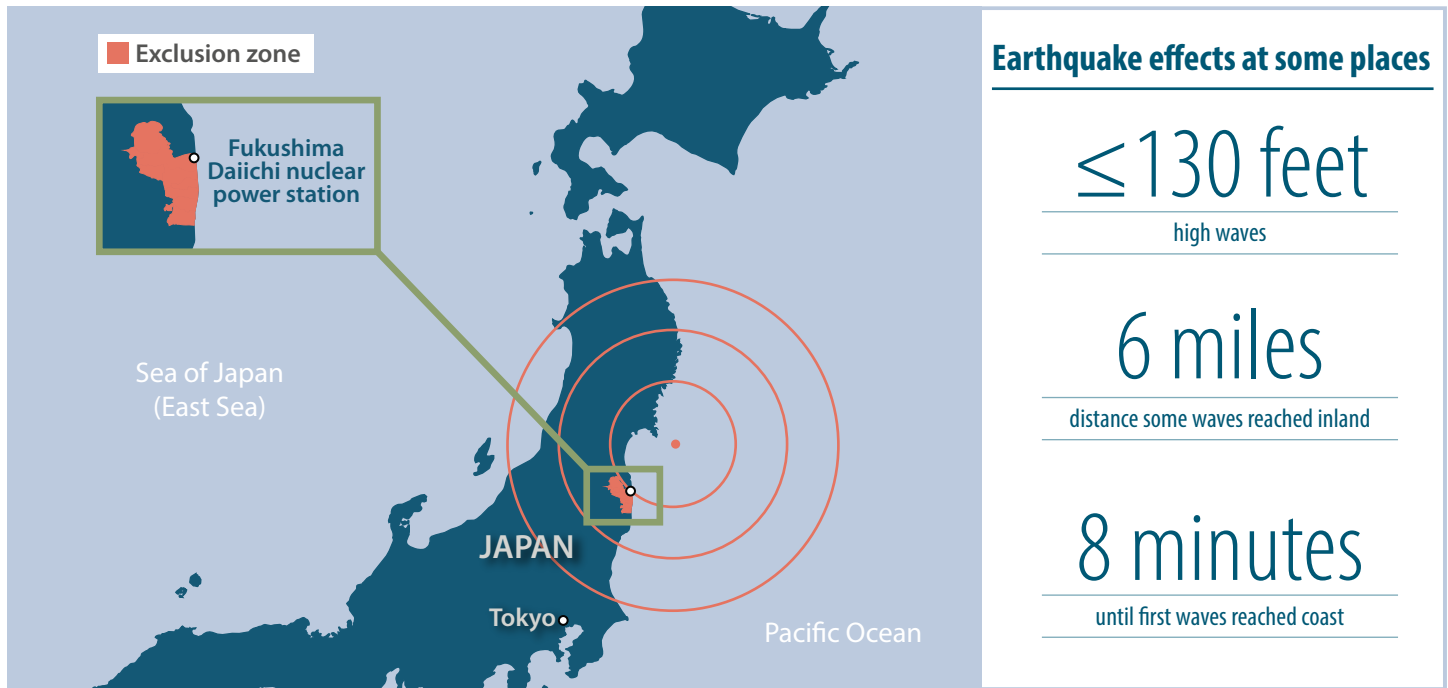 Exclusion zone
Fukushima
Daiichi nuclear
power station
Sea of Japan
(East Sea)
JAPAN
Tokyo
Pacific Ocean
Earthquake effects at some places
≤130 feet
high waves
6 miles
distance some waves reached inland
8 minutes
until first waves reached coast